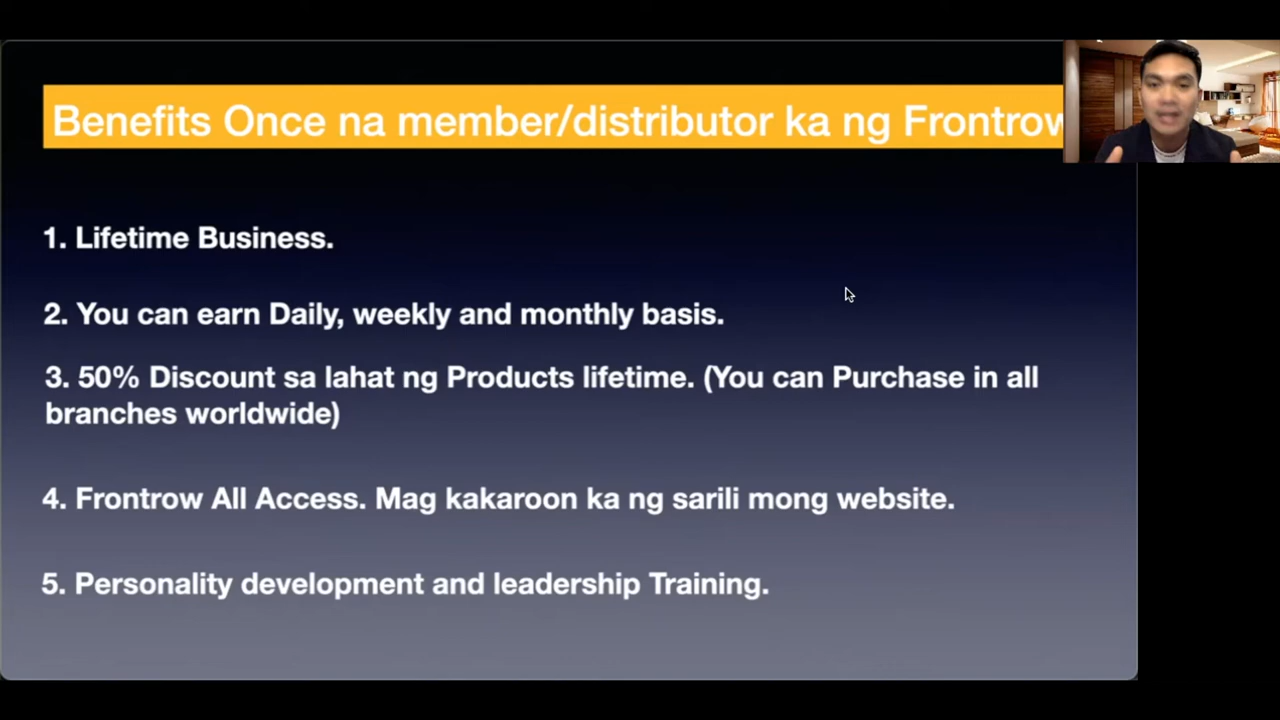 Benefits Once na member/distributor ka ng Frontrow
1. Lifetime Business.
2. You can earn Daily, weekly and monthly basis.
3. 50% Discount sa lahat ng Products lifetime. (You can Purchase in all
branches worldwide)
4. Frontrow All Access. Mag kakaroon ka ng sarili mong website.
5. Personality development and leadership Training.